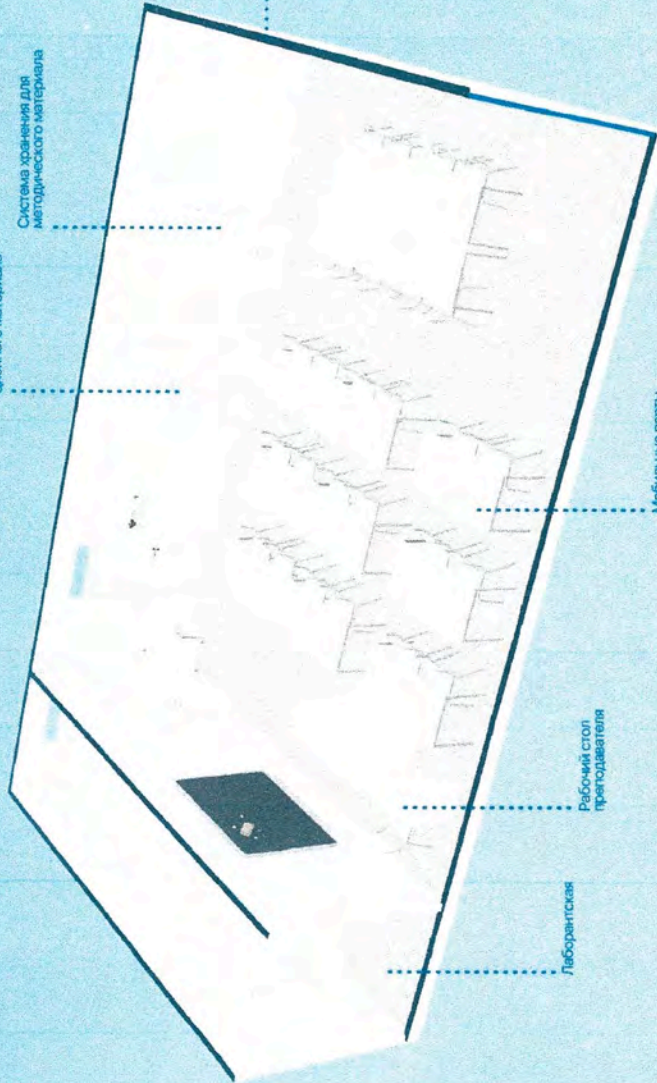 Система хранения для
методического материала
Рабочий стол
преподавателя
Лаборантская